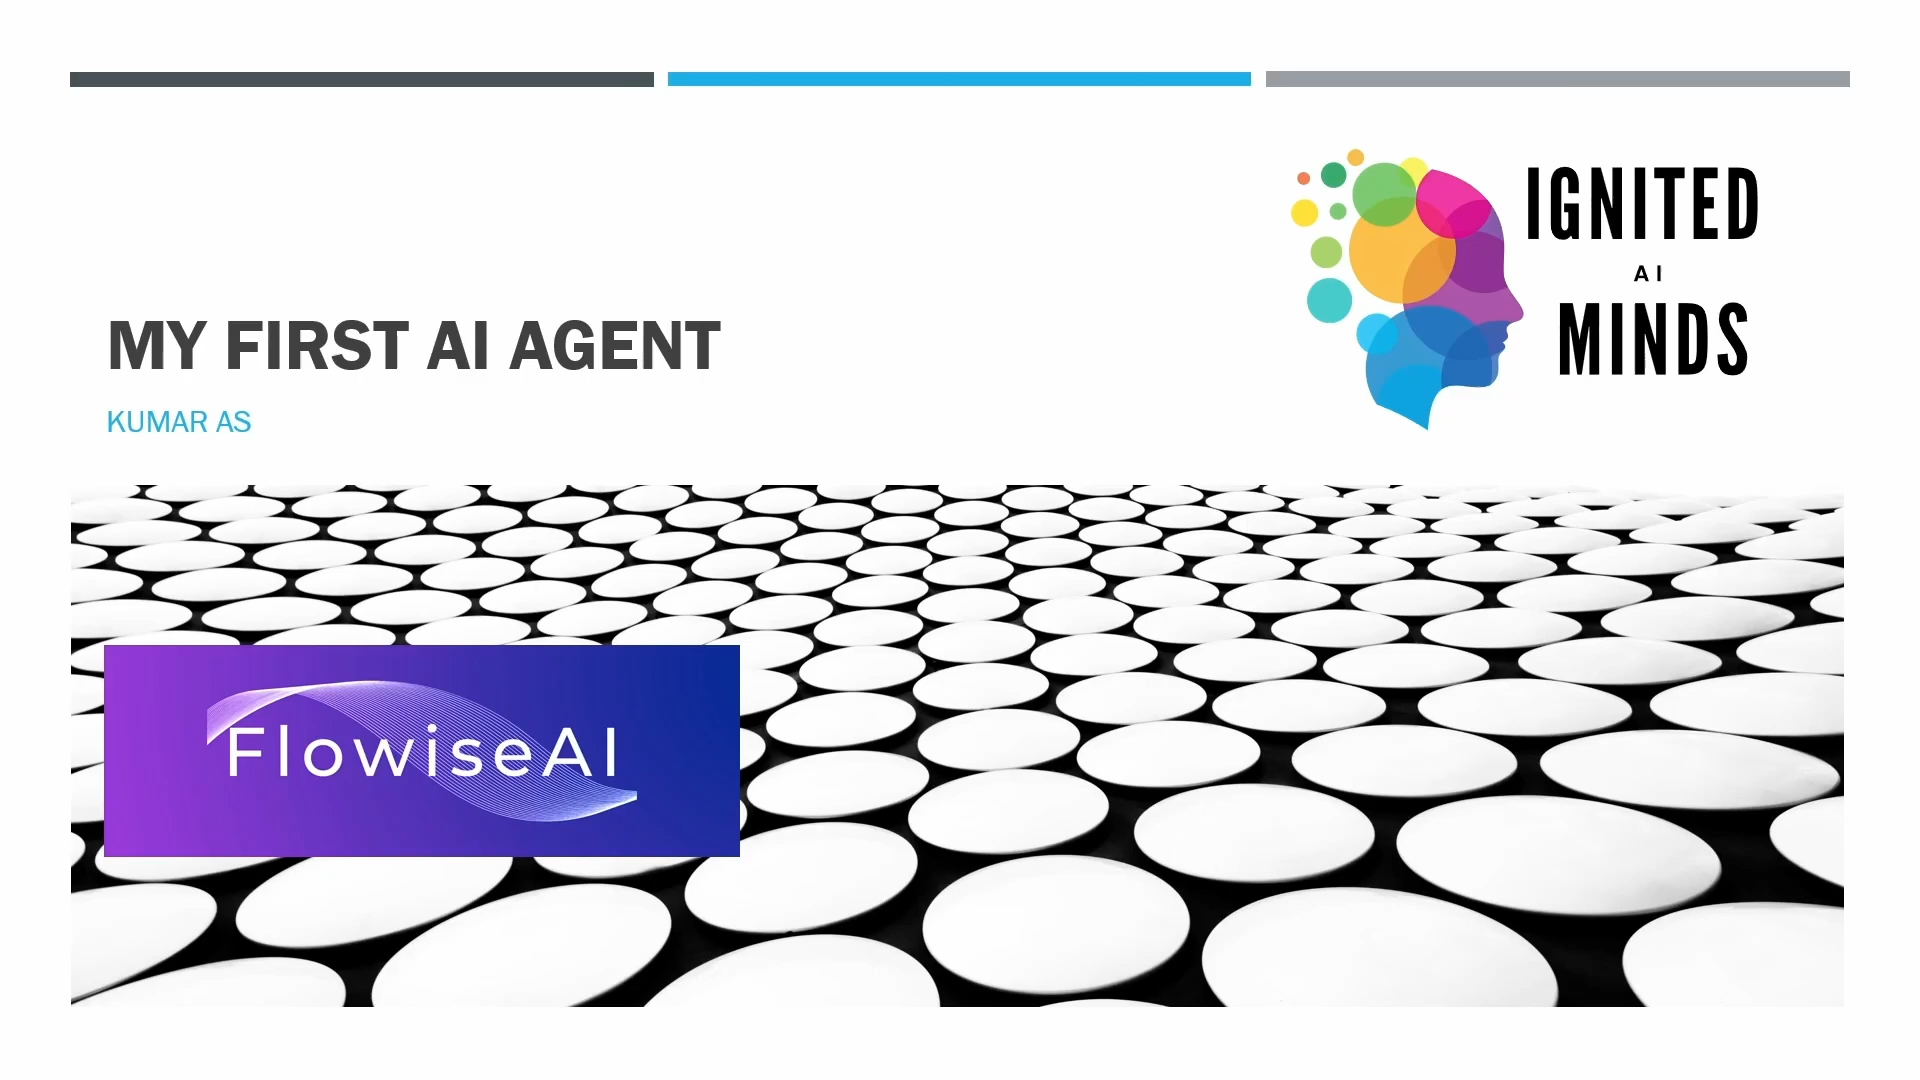 MY FIRST AI AGENT
KUMAR AS
IGNITED
AI
MINDS
FlowiseAI